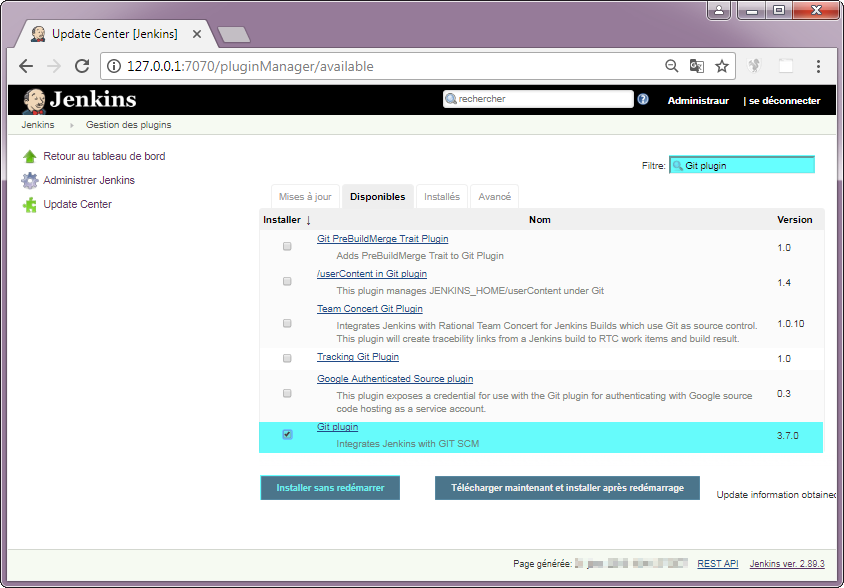 Update Center [Jenkins]
127.0.0.1:7070/pluginManager/available
Jenkins
rechercher
Administraur
| se déconnecter
Jenkins
Gestion des plugins
Retour au tableau de bord
Administrer Jenkins
Update Center
Filtre:
Git plugin
Mises à jour
Disponibles
Installés
Avancé
Installer ↓
Nom
Version
Git PreBuildMerge Trait Plugin
Adds PreBuildMerge Trait to Git Plugin
1.0
/userContent in Git plugin
This plugin manages JENKINS_HOME/userContent under Git
1.4
Team Concert Git Plugin
Integrates Jenkins with Rational Team Concert for Jenkins Builds which use Git as source control.
This plugin will create tracebility links from a Jenkins build to RTC work items and build result.
1.0.10
Tracking Git Plugin
1.0
Google Authenticated Source plugin
This plugin exposes a credential for use with the Git plugin for authenticating with Google source
code hosting as a service account.
0.3
Git plugin
Integrates Jenkins with GIT SCM
3.7.0
Installer sans redémarrer
Télécharger maintenant et installer après redémarrage
Update information obtained
Page générée:
REST API
Jenkins ver. 2.89.3